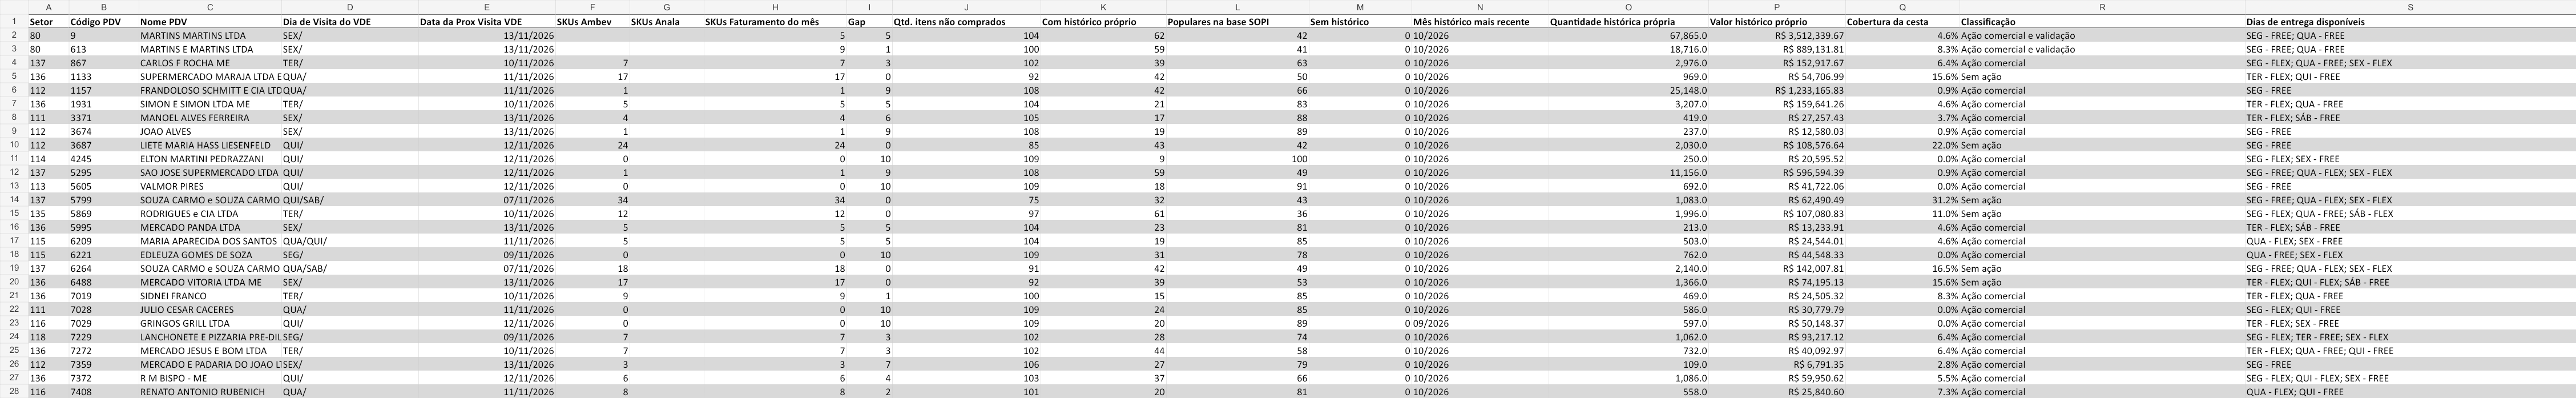 A B C D E F G H I J K L M N O P Q R S
1 Setor Código PDV Nome PDV Dia de Visita do VDE Data da Prox Visita VDE SKUs Ambev SKUs Anala SKUs Faturamento do mês Gap Qtd. itens não comprados Com histórico próprio Populares na base SOPI Sem histórico Mês histórico mais recente Quantidade histórica própria Valor histórico próprio Cobertura da cesta Classificação Dias de entrega disponíveis
2 80 9 MARTINS MARTINS LTDA SEX/ 13/11/2026 5 5 104 62 42 0 10/2026 67,865.0 R$ 3,512,339.67 4.6% Ação comercial e validação SEG - FREE; QUA - FREE
3 80 613 MARTINS E MARTINS LTDA SEX/ 13/11/2026 9 1 100 59 41 0 10/2026 18,716.0 R$ 889,131.81 8.3% Ação comercial e validação SEG - FREE; QUA - FREE
4 137 867 CARLOS F ROCHA ME TER/ 10/11/2026 7 7 3 102 39 63 0 10/2026 2,976.0 R$ 152,917.67 6.4% Ação comercial SEG - FLEX; QUA - FREE; SEX - FLEX
5 136 1133 SUPERMERCADO MARAJA LTDA E QUA/ 11/11/2026 17 17 0 92 42 50 0 10/2026 969.0 R$ 54,706.99 15.6% Sem ação TER - FLEX; QUI - FREE
6 112 1157 FRANDOLOSO SCHMITT E CIA LTD QUA/ 11/11/2026 1 1 9 108 42 66 0 10/2026 25,148.0 R$ 1,233,165.83 0.9% Ação comercial SEG - FREE
7 136 1931 SIMON E SIMON LTDA ME TER/ 10/11/2026 5 5 5 104 21 83 0 10/2026 3,207.0 R$ 159,641.26 4.6% Ação comercial TER - FLEX; QUA - FREE
8 111 3371 MANOEL ALVES FERREIRA SEX/ 13/11/2026 4 4 6 105 17 88 0 10/2026 419.0 R$ 27,257.43 3.7% Ação comercial TER - FLEX; SÁB - FREE
9 112 3674 JOAO ALVES SEX/ 13/11/2026 1 1 9 108 19 89 0 10/2026 237.0 R$ 12,580.03 0.9% Ação comercial SEG - FREE
10 112 3687 LIETE MARIA HASS LIESENFELD QUI/ 12/11/2026 24 24 0 85 43 42 0 10/2026 2,030.0 R$ 108,576.64 22.0% Sem ação SEG - FREE
11 114 4245 ELTON MARTINI PEDRAZZANI QUI/ 12/11/2026 0 0 10 109 9 100 0 10/2026 250.0 R$ 20,595.52 0.0% Ação comercial SEG - FLEX; SEX - FREE
12 137 5295 SAO JOSE SUPERMERCADO LTDA QUI/ 12/11/2026 1 1 9 108 59 49 0 10/2026 11,156.0 R$ 596,594.39 0.9% Ação comercial SEG - FREE; QUA - FLEX; SEX - FLEX
13 113 5605 VALMOR PIRES QUI/ 12/11/2026 0 0 10 109 18 91 0 10/2026 692.0 R$ 41,722.06 0.0% Ação comercial SEG - FREE
14 137 5799 SOUZA CARMO e SOUZA CARMO QUI/SAB/ 07/11/2026 34 34 0 75 32 43 0 10/2026 1,083.0 R$ 62,490.49 31.2% Sem ação SEG - FREE; QUA - FLEX; SEX - FLEX
15 135 5869 RODRIGUES e CIA LTDA TER/ 10/11/2026 12 12 0 97 61 36 0 10/2026 1,996.0 R$ 107,080.83 11.0% Sem ação SEG - FLEX; QUA - FREE; SÁB - FLEX
16 136 5995 MERCADO PANDA LTDA SEX/ 13/11/2026 5 5 5 104 23 81 0 10/2026 213.0 R$ 13,233.91 4.6% Ação comercial TER - FLEX; SÁB - FREE
17 115 6209 MARIA APARECIDA DOS SANTOS QUA/QUI/ 11/11/2026 5 5 5 104 19 85 0 10/2026 503.0 R$ 24,544.01 4.6% Ação comercial QUA - FLEX; SEX - FREE
18 115 6221 EDLEUZA GOMES DE SOZA SEG/ 09/11/2026 0 0 10 109 31 78 0 10/2026 762.0 R$ 44,548.33 0.0% Ação comercial QUA - FREE; SEX - FLEX
19 137 6264 SOUZA CARMO e SOUZA CARMO QUA/SAB/ 07/11/2026 18 18 0 91 42 49 0 10/2026 2,140.0 R$ 142,007.81 16.5% Sem ação SEG - FREE; QUA - FLEX; SEX - FLEX
20 136 6488 MERCADO VITORIA LTDA ME SEX/ 13/11/2026 17 17 0 92 39 53 0 10/2026 1,366.0 R$ 74,195.13 15.6% Sem ação TER - FLEX; QUI - FLEX; SÁB - FREE
21 136 7019 SIDNEI FRANCO TER/ 10/11/2026 9 9 1 100 15 85 0 10/2026 469.0 R$ 24,505.32 8.3% Ação comercial TER - FLEX; QUA - FREE
22 111 7028 JULIO CESAR CACERES QUA/ 11/11/2026 0 0 10 109 24 85 0 10/2026 586.0 R$ 30,779.79 0.0% Ação comercial SEG - FLEX; QUI - FREE
23 116 7029 GRINGOS GRILL LTDA QUI/ 12/11/2026 0 0 10 109 20 89 0 09/2026 597.0 R$ 50,148.37 0.0% Ação comercial TER - FLEX; SEX - FREE
24 118 7229 LANCHONETE E PIZZARIA PRE-DIL SEG/ 09/11/2026 7 7 3 102 28 74 0 10/2026 1,062.0 R$ 93,217.12 6.4% Ação comercial SEG - FLEX; TER - FREE; SEX - FLEX
25 136 7272 MERCADO JESUS E BOM LTDA TER/ 10/11/2026 7 7 3 102 44 58 0 10/2026 732.0 R$ 40,092.97 6.4% Ação comercial TER - FLEX; QUA - FREE; QUI - FREE
26 112 7359 MERCADO E PADARIA DO JOAO LT SEX/ 13/11/2026 3 3 7 106 27 79 0 10/2026 109.0 R$ 6,791.35 2.8% Ação comercial SEG - FREE
27 136 7372 R M BISPO - ME QUI/ 12/11/2026 6 6 4 103 37 66 0 10/2026 1,086.0 R$ 59,950.62 5.5% Ação comercial SEG - FLEX; QUI - FLEX; SEX - FREE
28 116 7408 RENATO ANTONIO RUBENICH QUA/ 11/11/2026 8 8 2 101 20 81 0 10/2026 558.0 R$ 25,840.60 7.3% Ação comercial QUA - FLEX; QUI - FREE